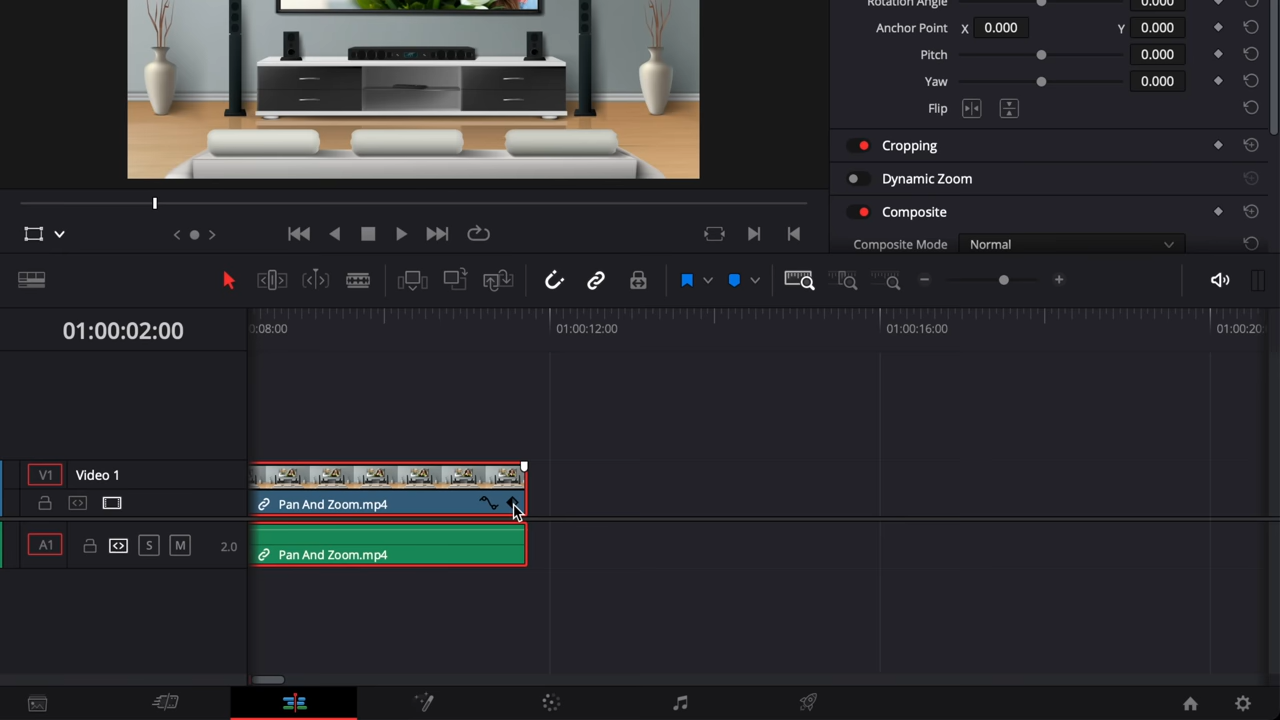 Rotation Angle 0.000
Anchor Point X 0.000 Y 0.000
Pitch 0.000
Yaw 0.000
Flip
Cropping
Dynamic Zoom
Composite
Composite Mode Normal
01:00:02:00
0:08:00 01:00:12:00 01:00:16:00 01:00:20:
V1 Video 1
Pan And Zoom.mp4
A1 S M 2.0
Pan And Zoom.mp4